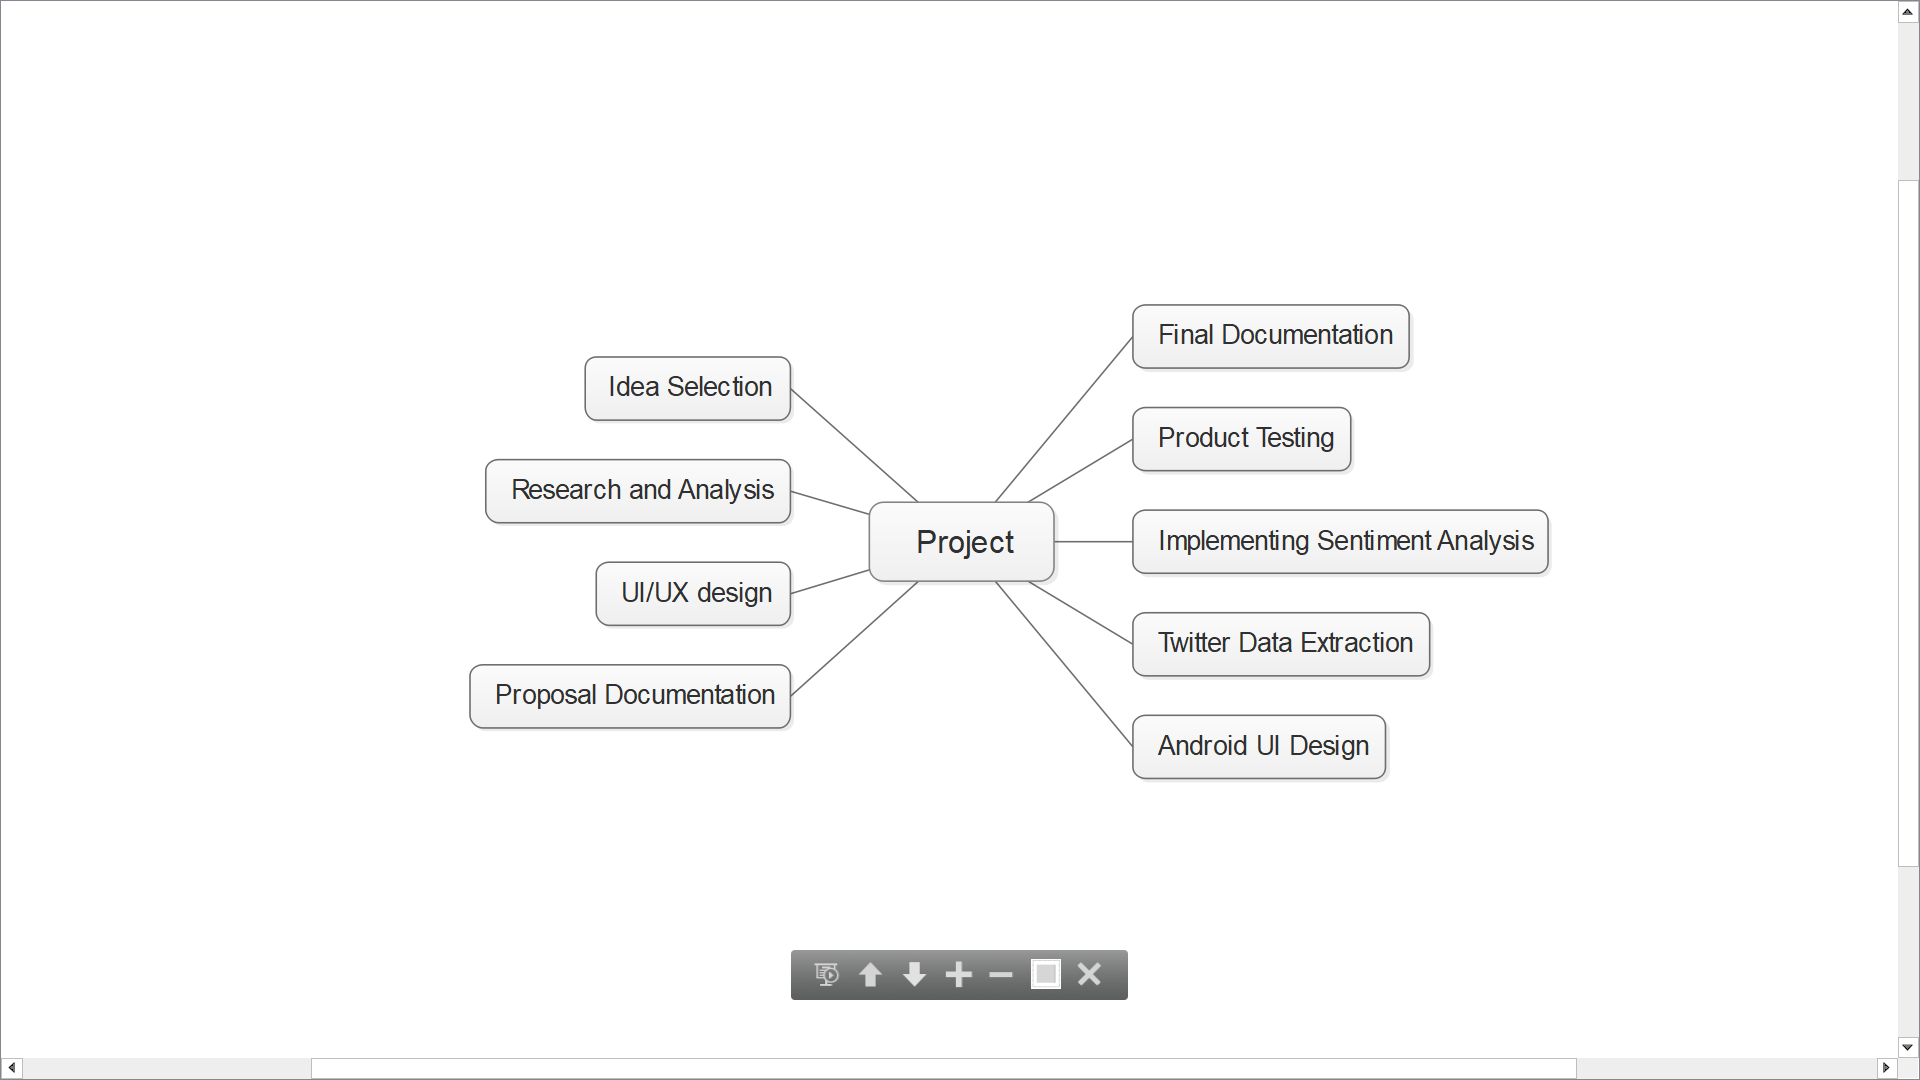 Idea Selection
Research and Analysis
UI/UX design
Proposal Documentation
Project
Final Documentation
Product Testing
Implementing Sentiment Analysis
Twitter Data Extraction
Android UI Design